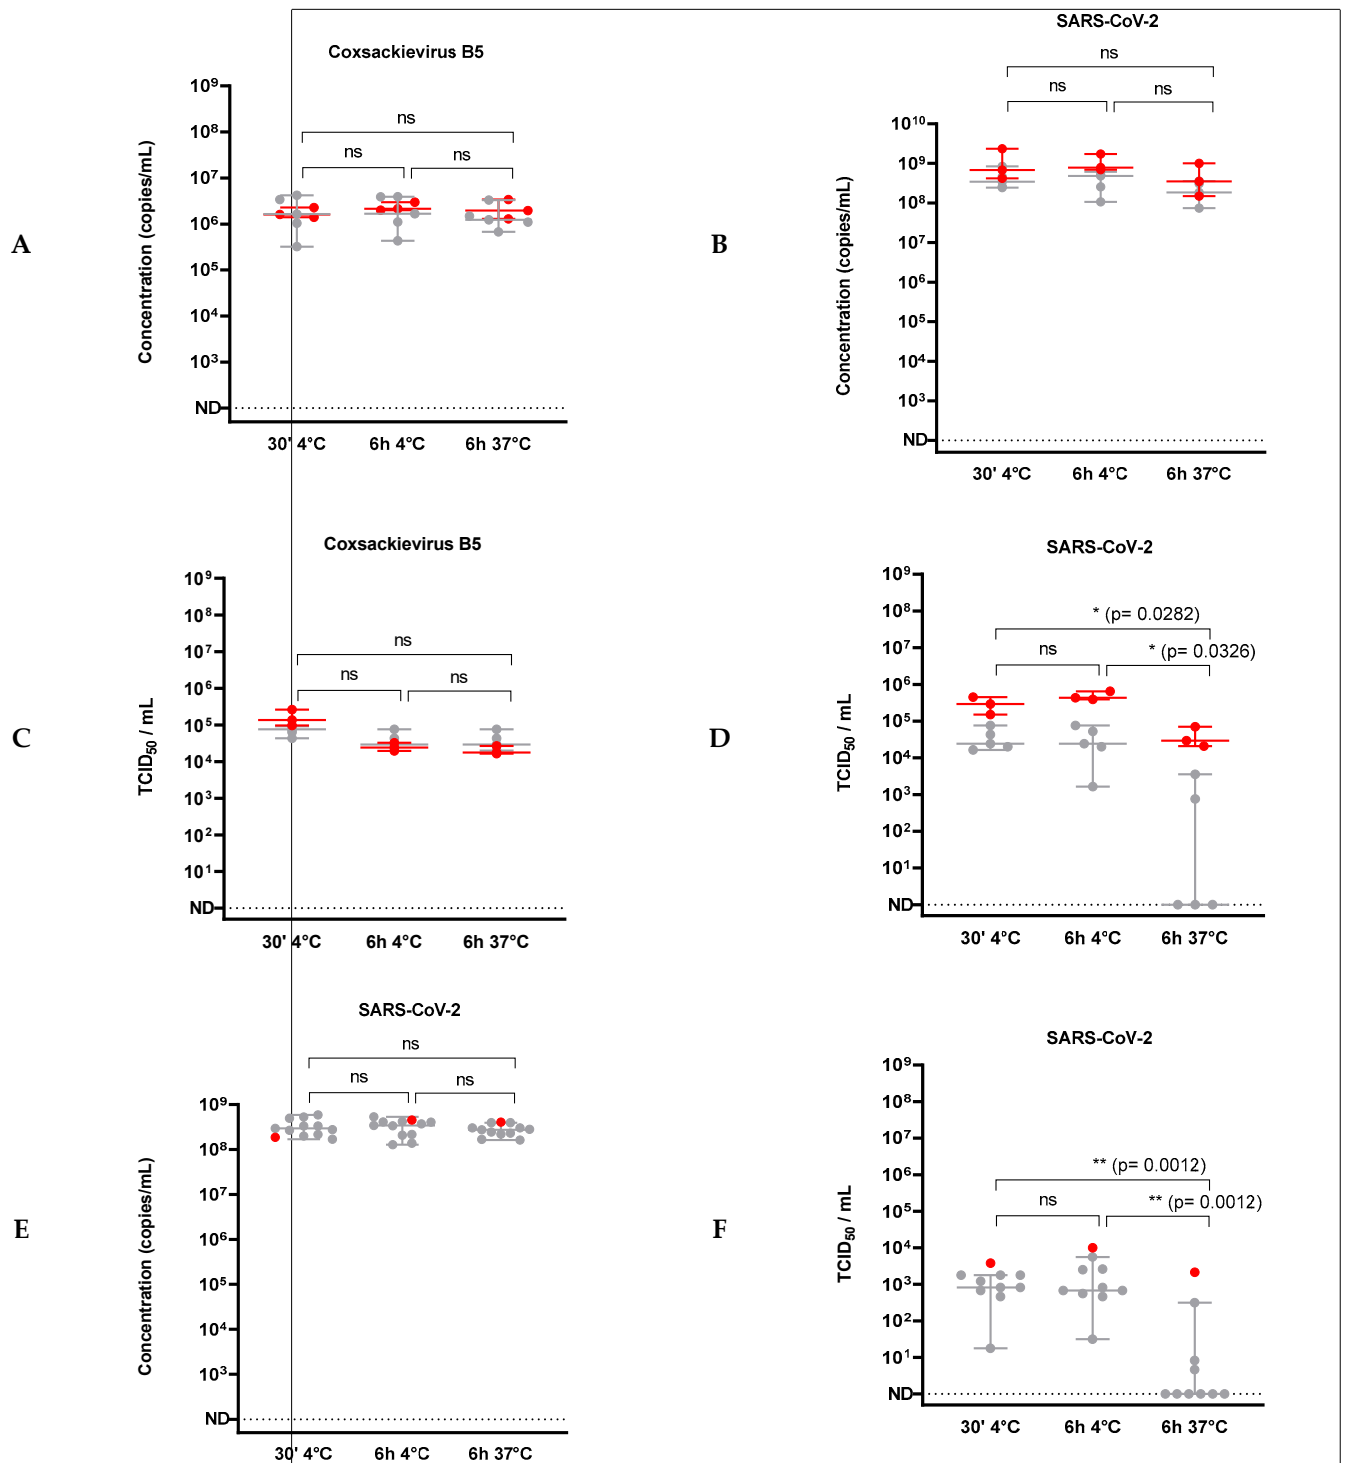 A
Coxsackievirus B5
Concentration (copies/mL)
10⁹
10⁸
10⁷
10⁶
10⁵
10⁴
10³
ND
ns
ns
ns
30' 4°C 6h 4°C 6h 37°C
B
SARS-CoV-2
Concentration (copies/mL)
10¹⁰
10⁹
10⁸
10⁷
10⁶
10⁵
10⁴
10³
ND
ns
ns
ns
30' 4°C 6h 4°C 6h 37°C
C
Coxsackievirus B5
TCID₅₀ / mL
10⁹
10⁸
10⁷
10⁶
10⁵
10⁴
10³
10²
10¹
ND
ns
ns
ns
30' 4°C 6h 4°C 6h 37°C
D
SARS-CoV-2
TCID₅₀ / mL
10⁹
10⁸
10⁷
10⁶
10⁵
10⁴
10³
10²
10¹
ND
* (p= 0.0282)
ns
* (p= 0.0326)
30' 4°C 6h 4°C 6h 37°C
E
SARS-CoV-2
Concentration (copies/mL)
10⁹
10⁸
10⁷
10⁶
10⁵
10⁴
10³
ND
ns
ns
ns
30' 4°C 6h 4°C 6h 37°C
F
SARS-CoV-2
TCID₅₀ / mL
10⁹
10⁸
10⁷
10⁶
10⁵
10⁴
10³
10²
10¹
ND
** (p= 0.0012)
ns
** (p= 0.0012)
30' 4°C 6h 4°C 6h 37°C